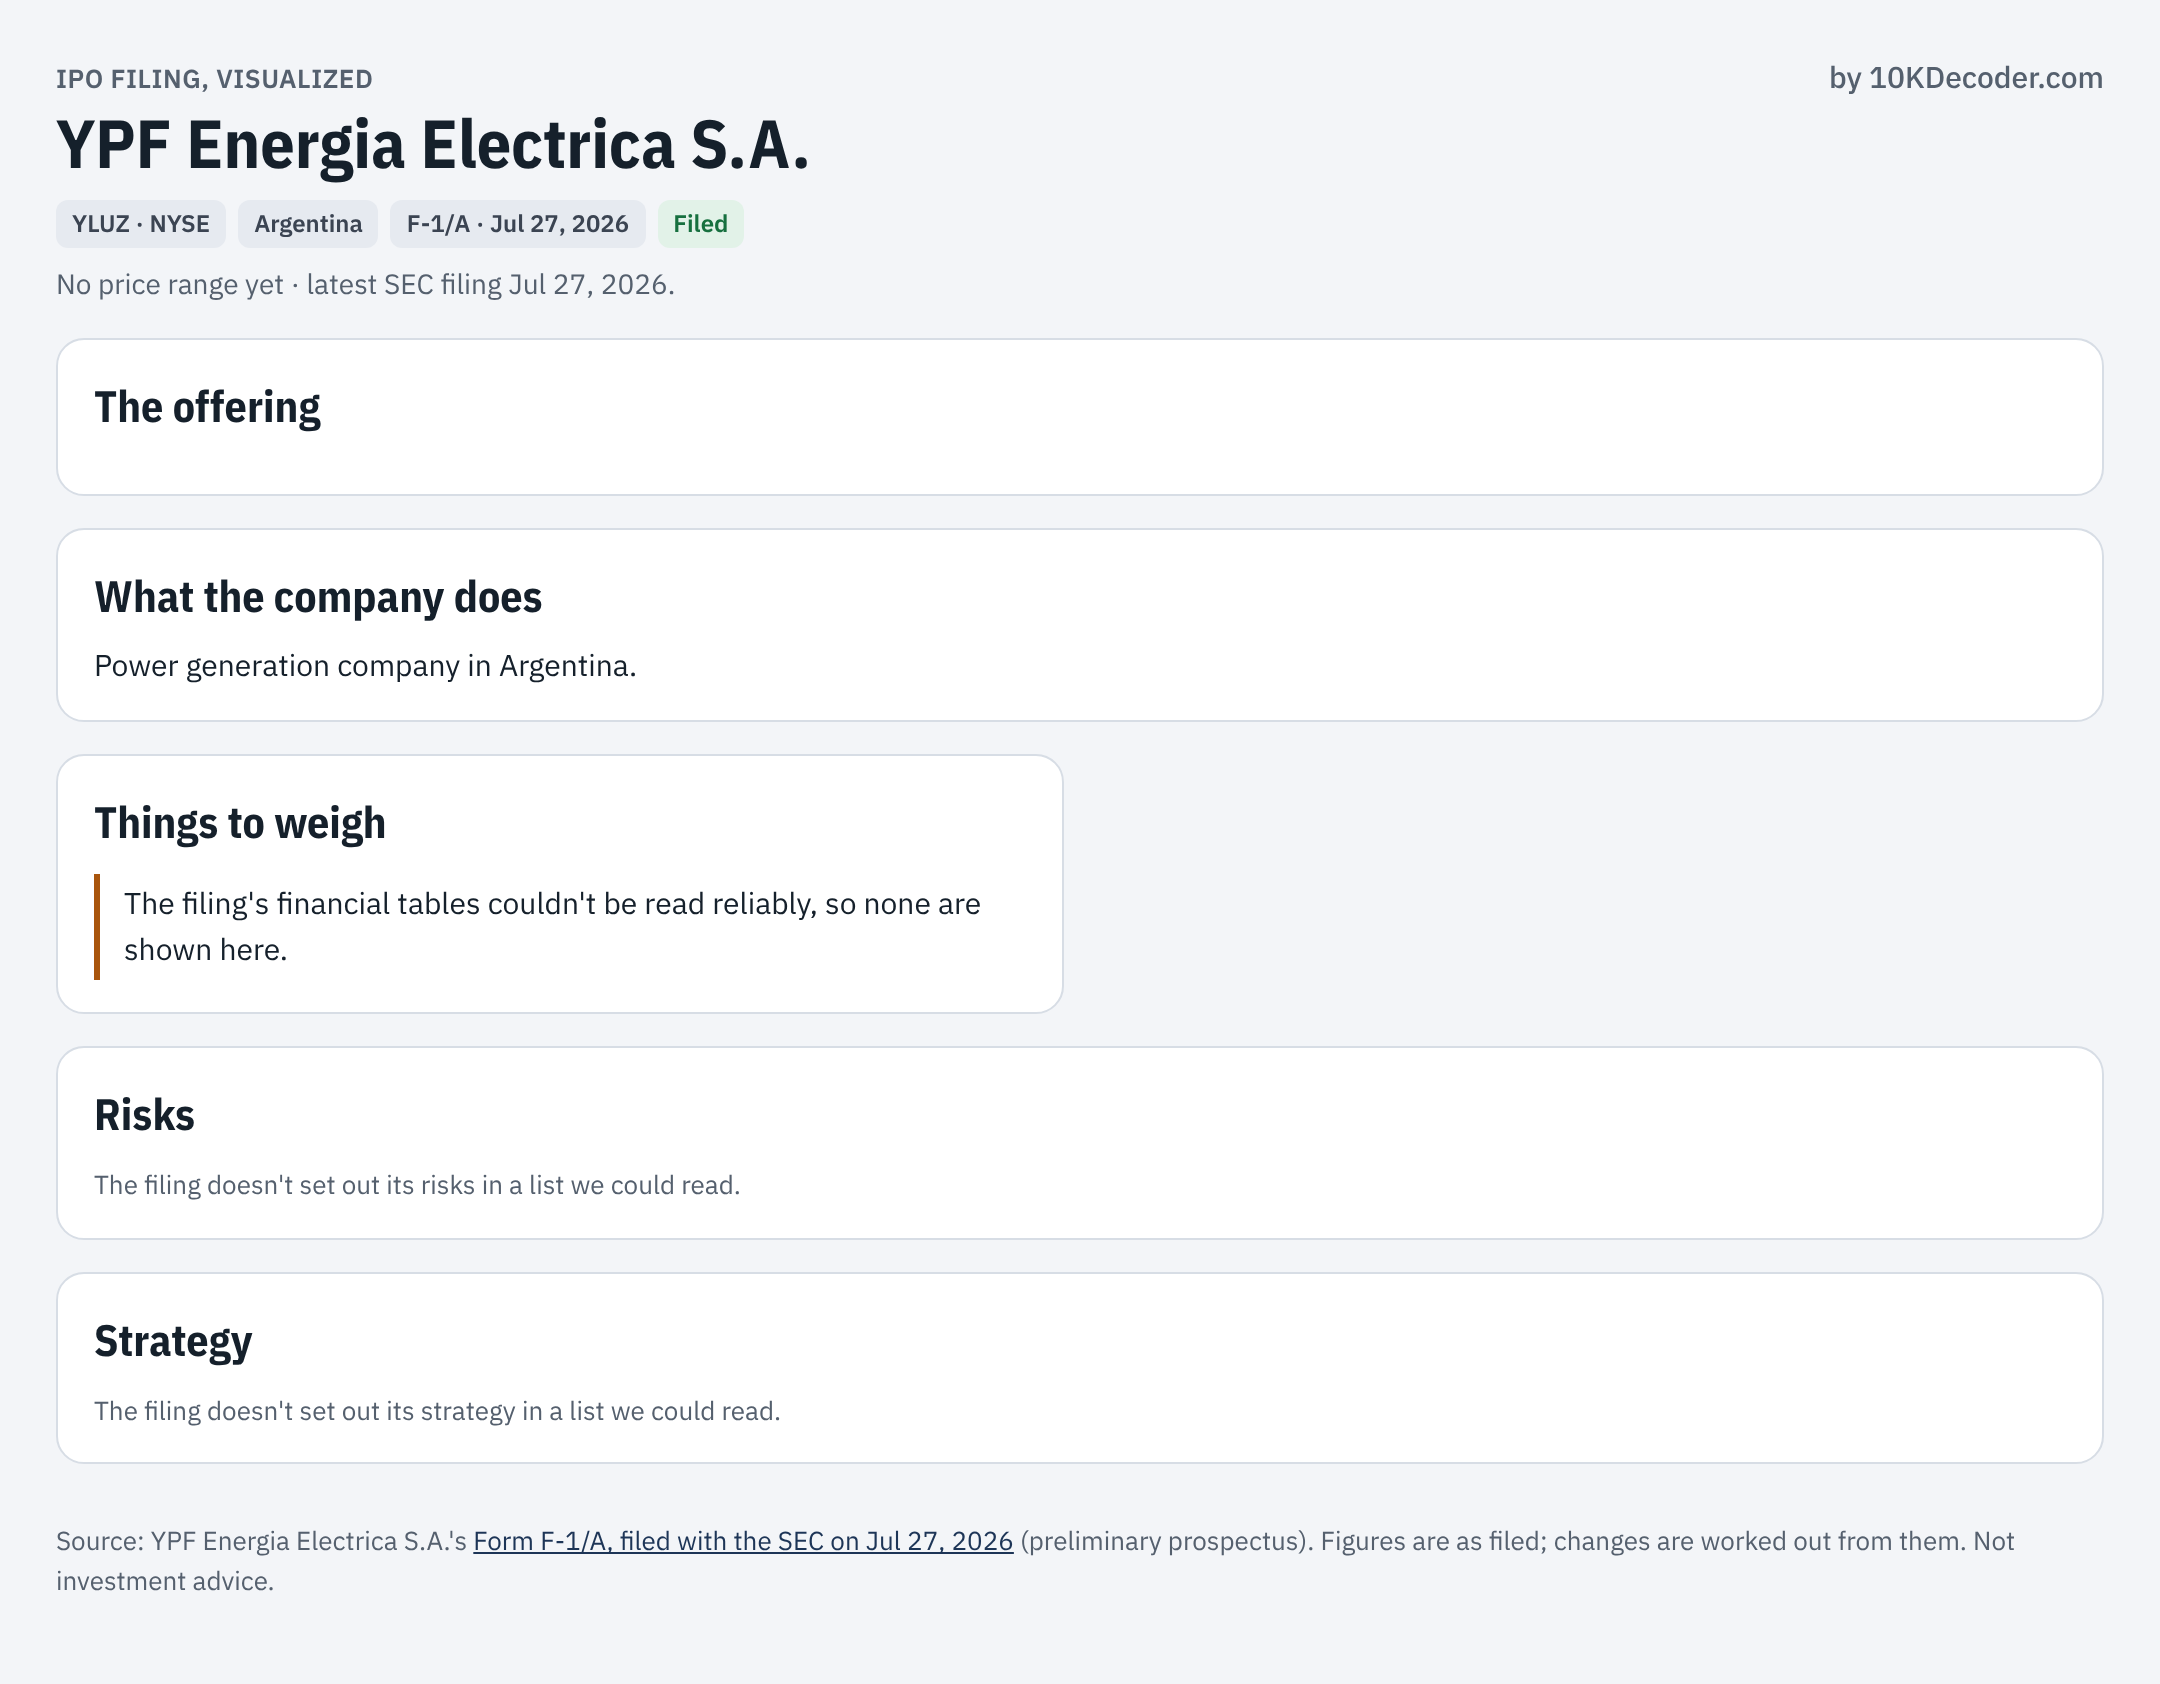 IPO FILING, VISUALIZED
by 10KDecoder.com
YPF Energia Electrica S.A.
YLUZ · NYSE
Argentina
F-1/A · Jul 27, 2026
Filed
No price range yet · latest SEC filing Jul 27, 2026.
The offering
What the company does
Power generation company in Argentina.
Things to weigh
The filing's financial tables couldn't be read reliably, so none are
shown here.
Risks
The filing doesn't set out its risks in a list we could read.
Strategy
The filing doesn't set out its strategy in a list we could read.
Source: YPF Energia Electrica S.A.'s Form F-1/A, filed with the SEC on Jul 27, 2026 (preliminary prospectus). Figures are as filed; changes are worked out from them. Not
investment advice.